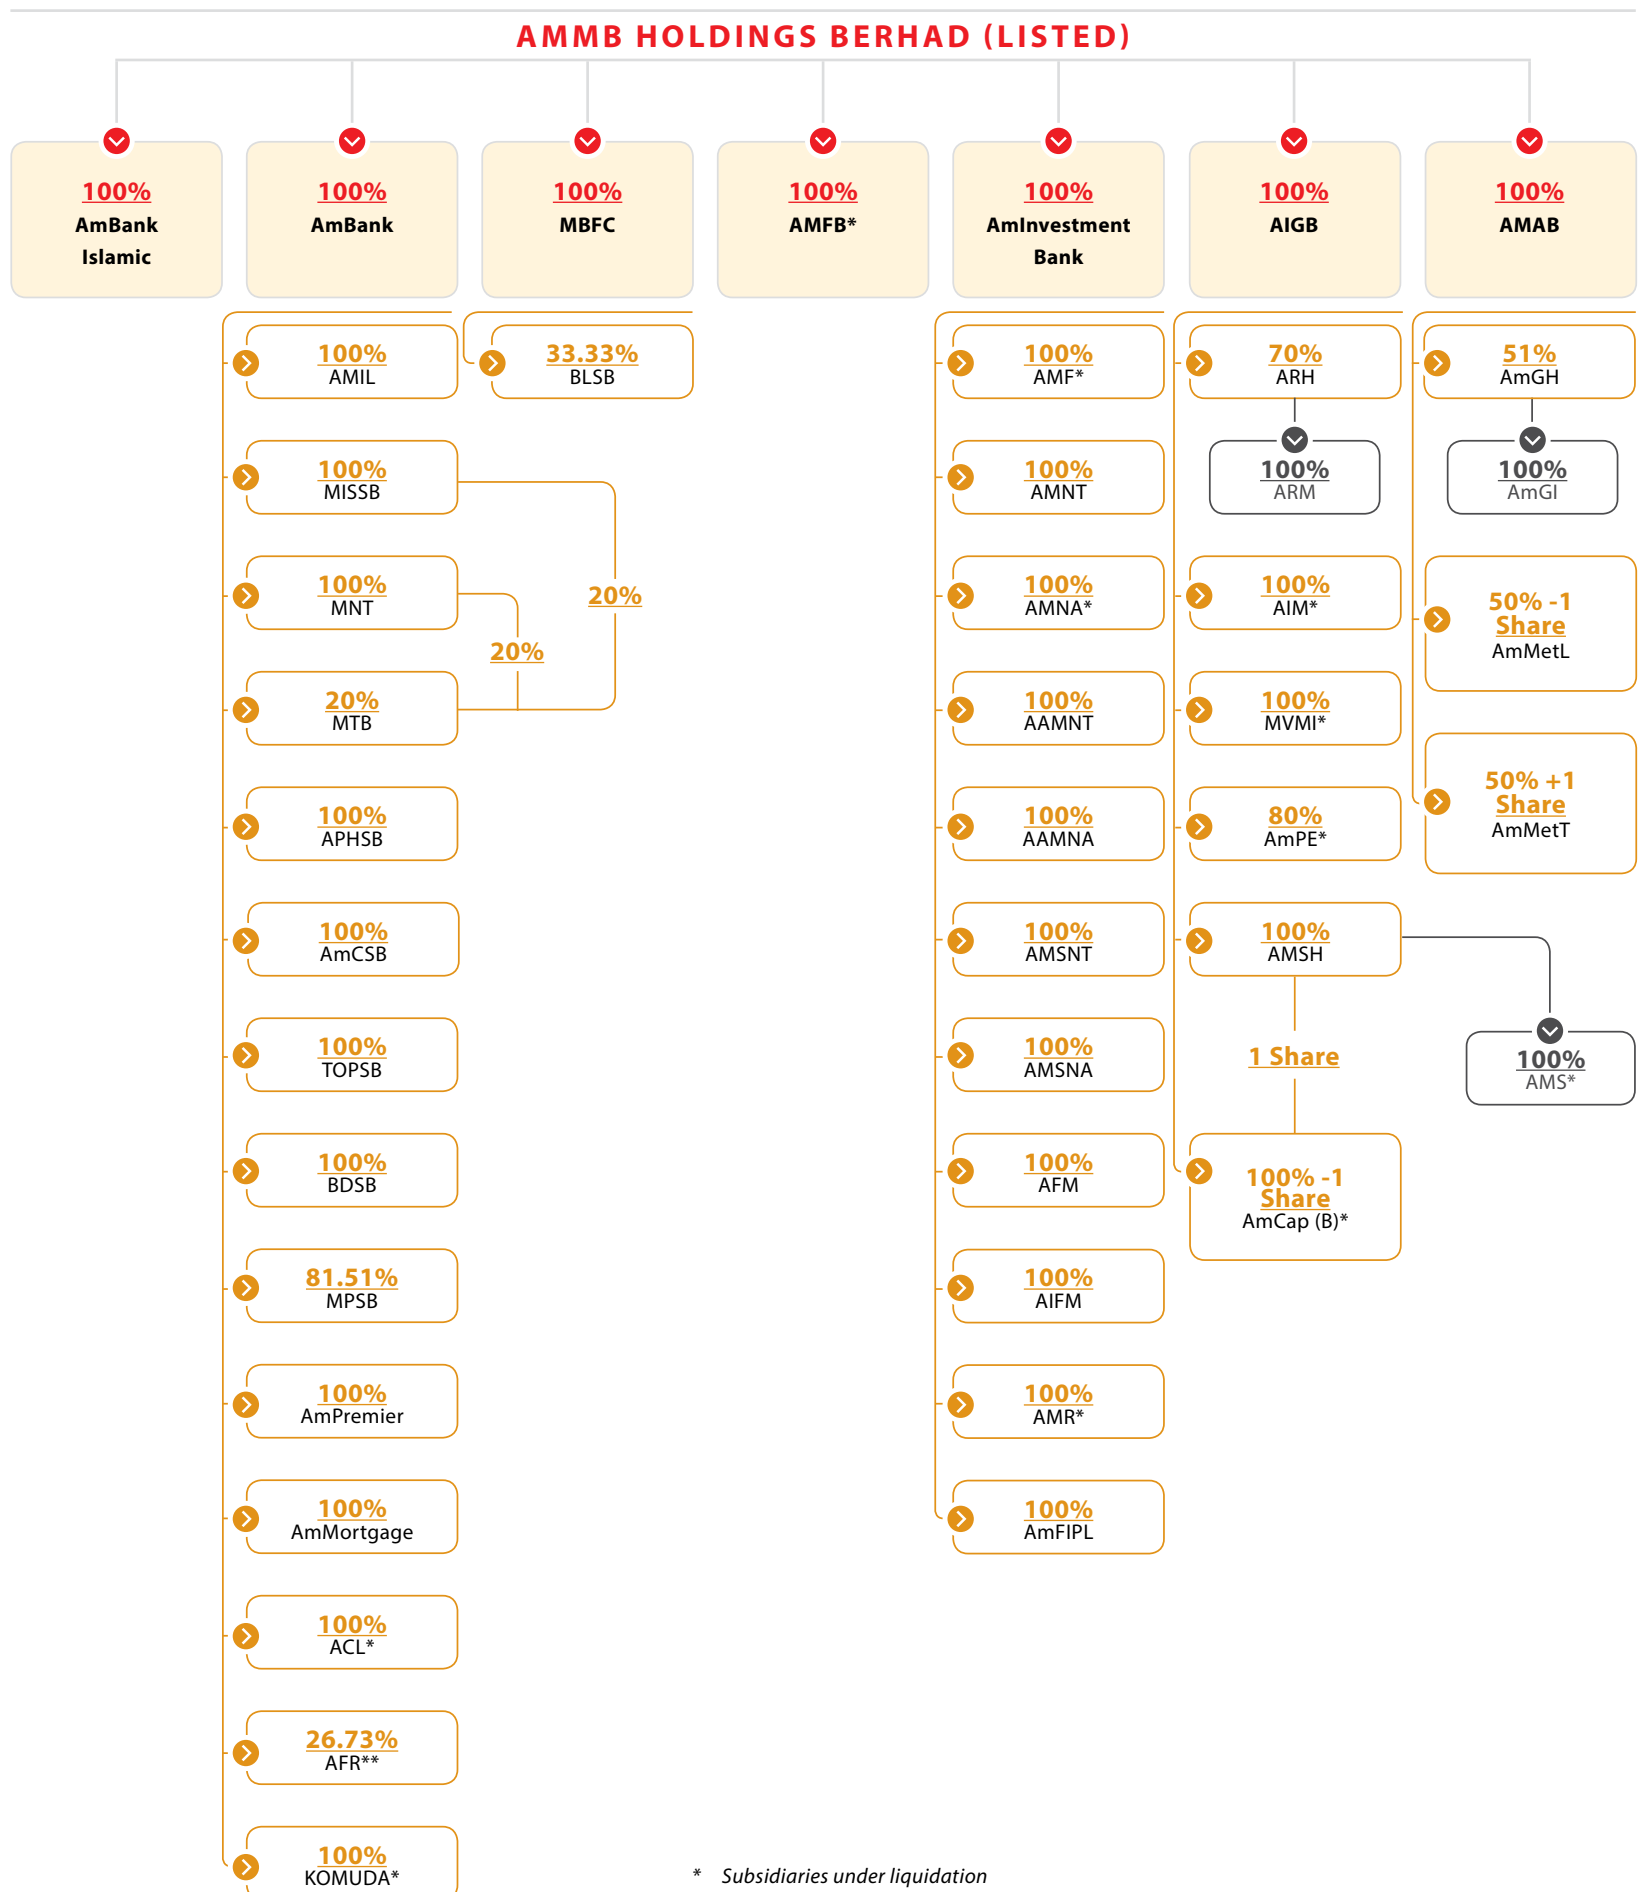 AMMB HOLDINGS BERHAD (LISTED)
100%
AmBank
Islamic
100%
AmBank
100%
MBFC
100%
AMFB*
100%
AmInvestment
Bank
100%
AIGB
100%
AMAB
100%
AMIL
100%
MISSB
100%
MNT
20%
MTB
20%
20%
100%
APHSB
100%
AmCSB
100%
TOPSB
100%
BDSB
81.51%
MPSB
100%
AmPremier
100%
AmMortgage
100%
ACL*
26.73%
AFR**
100%
KOMUDA*
33.33%
BLSB
100%
AMF*
100%
AMNT
100%
AMNA*
100%
AAMNT
100%
AAMNA
100%
AMSNT
100%
AMSNA
100%
AFM
100%
AIFM
100%
AMR*
100%
AmFIPL
70%
ARH
100%
ARM
100%
AIM*
100%
MVMI*
80%
AmPE*
100%
AMSH
1 Share
100% -1
Share
AmCap (B)*
100%
AMS*
51%
AmGH
100%
AmGI
50% -1
Share
AmMetL
50% +1
Share
AmMetT
* Subsidiaries under liquidation